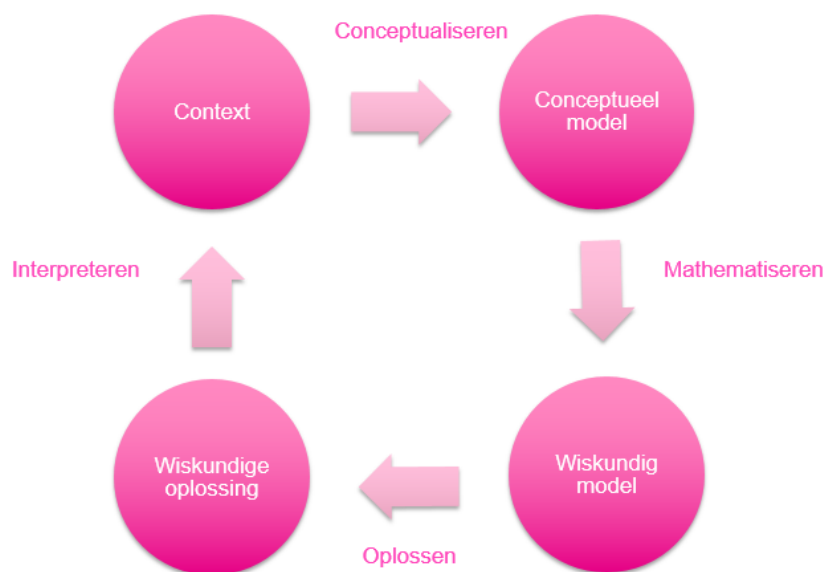 Conceptualiseren
Context
Conceptueel
model
Interpreteren
Mathematiseren
Wiskundige
oplossing
Wiskundig
model
Oplossen